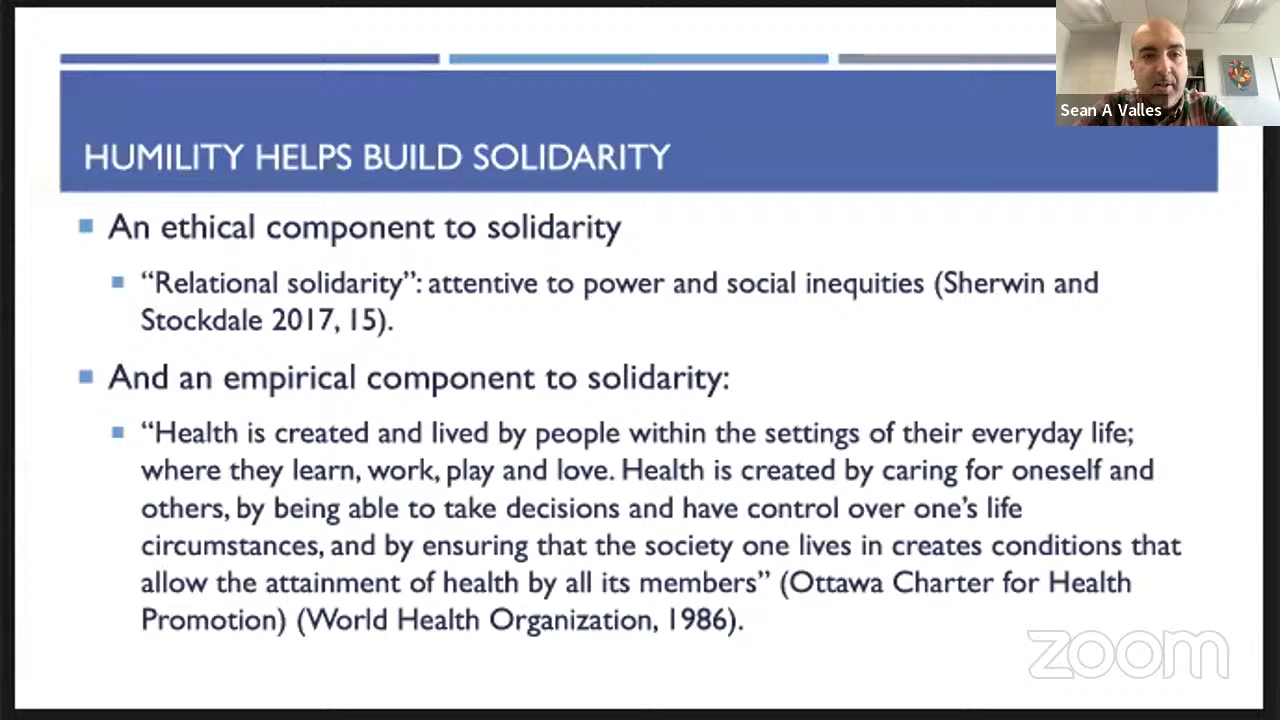 Sean A Valles
HUMILITY HELPS BUILD SOLIDARITY
An ethical component to solidarity
“Relational solidarity”: attentive to power and social inequities (Sherwin and
Stockdale 2017, 15).
And an empirical component to solidarity:
“Health is created and lived by people within the settings of their everyday life;
where they learn, work, play and love. Health is created by caring for oneself and
others, by being able to take decisions and have control over one’s life
circumstances, and by ensuring that the society one lives in creates conditions that
allow the attainment of health by all its members” (Ottawa Charter for Health
Promotion) (World Health Organization, 1986).
zoom